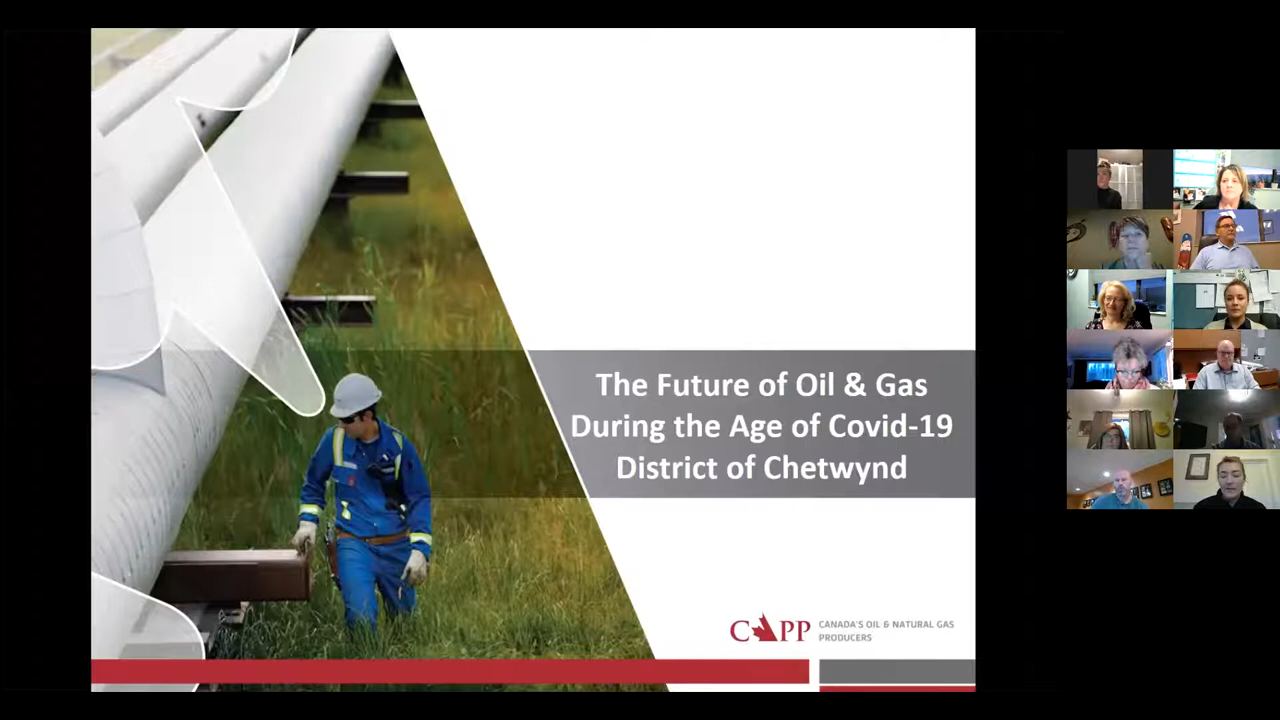 The Future of Oil & Gas
During the Age of Covid-19
District of Chetwynd
CAPP
CANADA'S OIL & NATURAL GAS
PRODUCERS